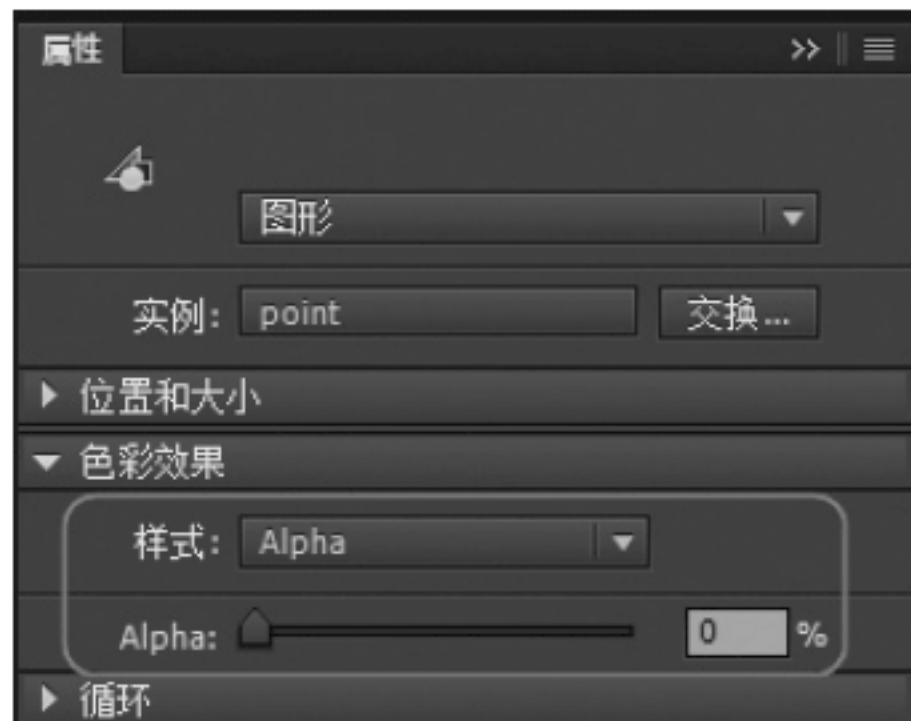 属性
图形
实例: point 交换...
位置和大小
色彩效果
样式: Alpha
Alpha: 0 %
循环